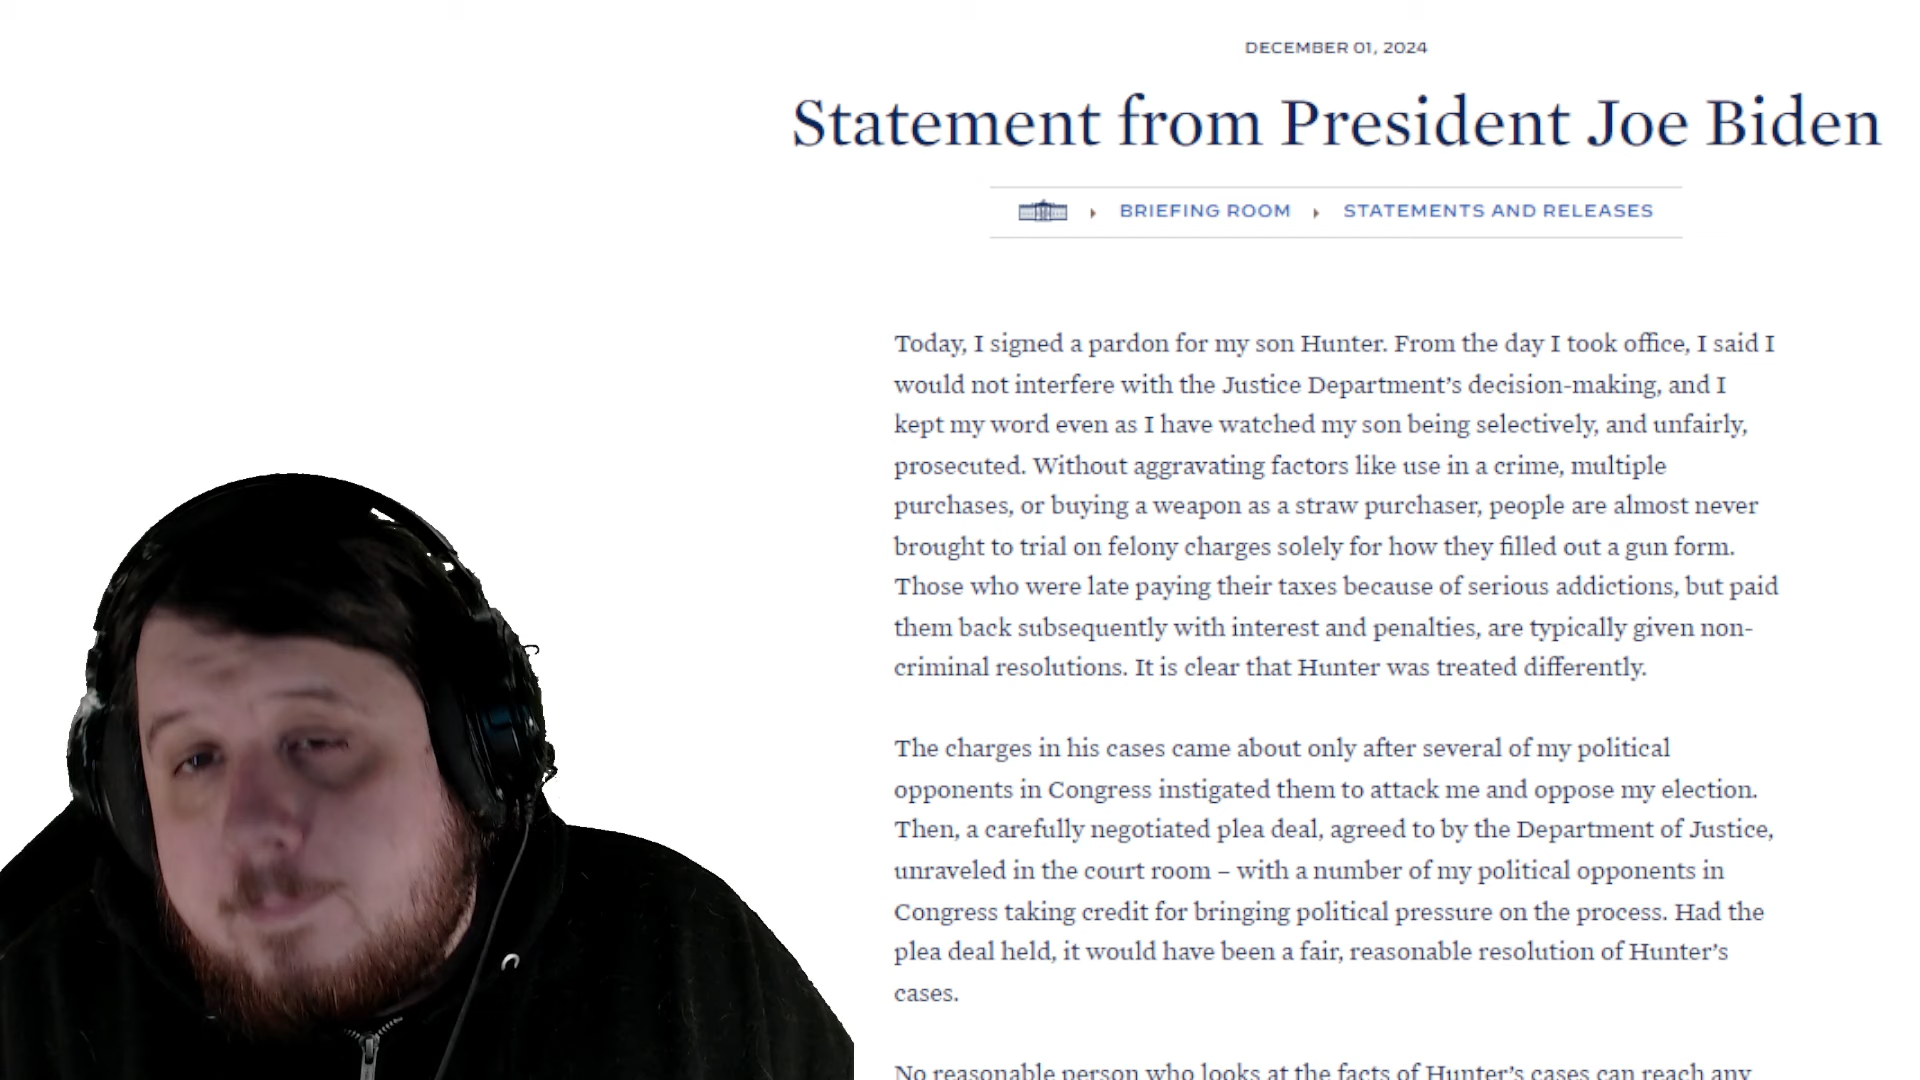 DECEMBER 01, 2024
Statement from President Joe Biden
BRIEFING ROOM STATEMENTS AND RELEASES
Today, I signed a pardon for my son Hunter. From the day I took office, I said I
would not interfere with the Justice Department’s decision-making, and I
kept my word even as I have watched my son being selectively, and unfairly,
prosecuted. Without aggravating factors like use in a crime, multiple
purchases, or buying a weapon as a straw purchaser, people are almost never
brought to trial on felony charges solely for how they filled out a gun form.
Those who were late paying their taxes because of serious addictions, but paid
them back subsequently with interest and penalties, are typically given non-
criminal resolutions. It is clear that Hunter was treated differently.
The charges in his cases came about only after several of my political
opponents in Congress instigated them to attack me and oppose my election.
Then, a carefully negotiated plea deal, agreed to by the Department of Justice,
unraveled in the court room – with a number of my political opponents in
Congress taking credit for bringing political pressure on the process. Had the
plea deal held, it would have been a fair, reasonable resolution of Hunter’s
cases.
No reasonable person who looks at the facts of Hunter’s cases can reach any